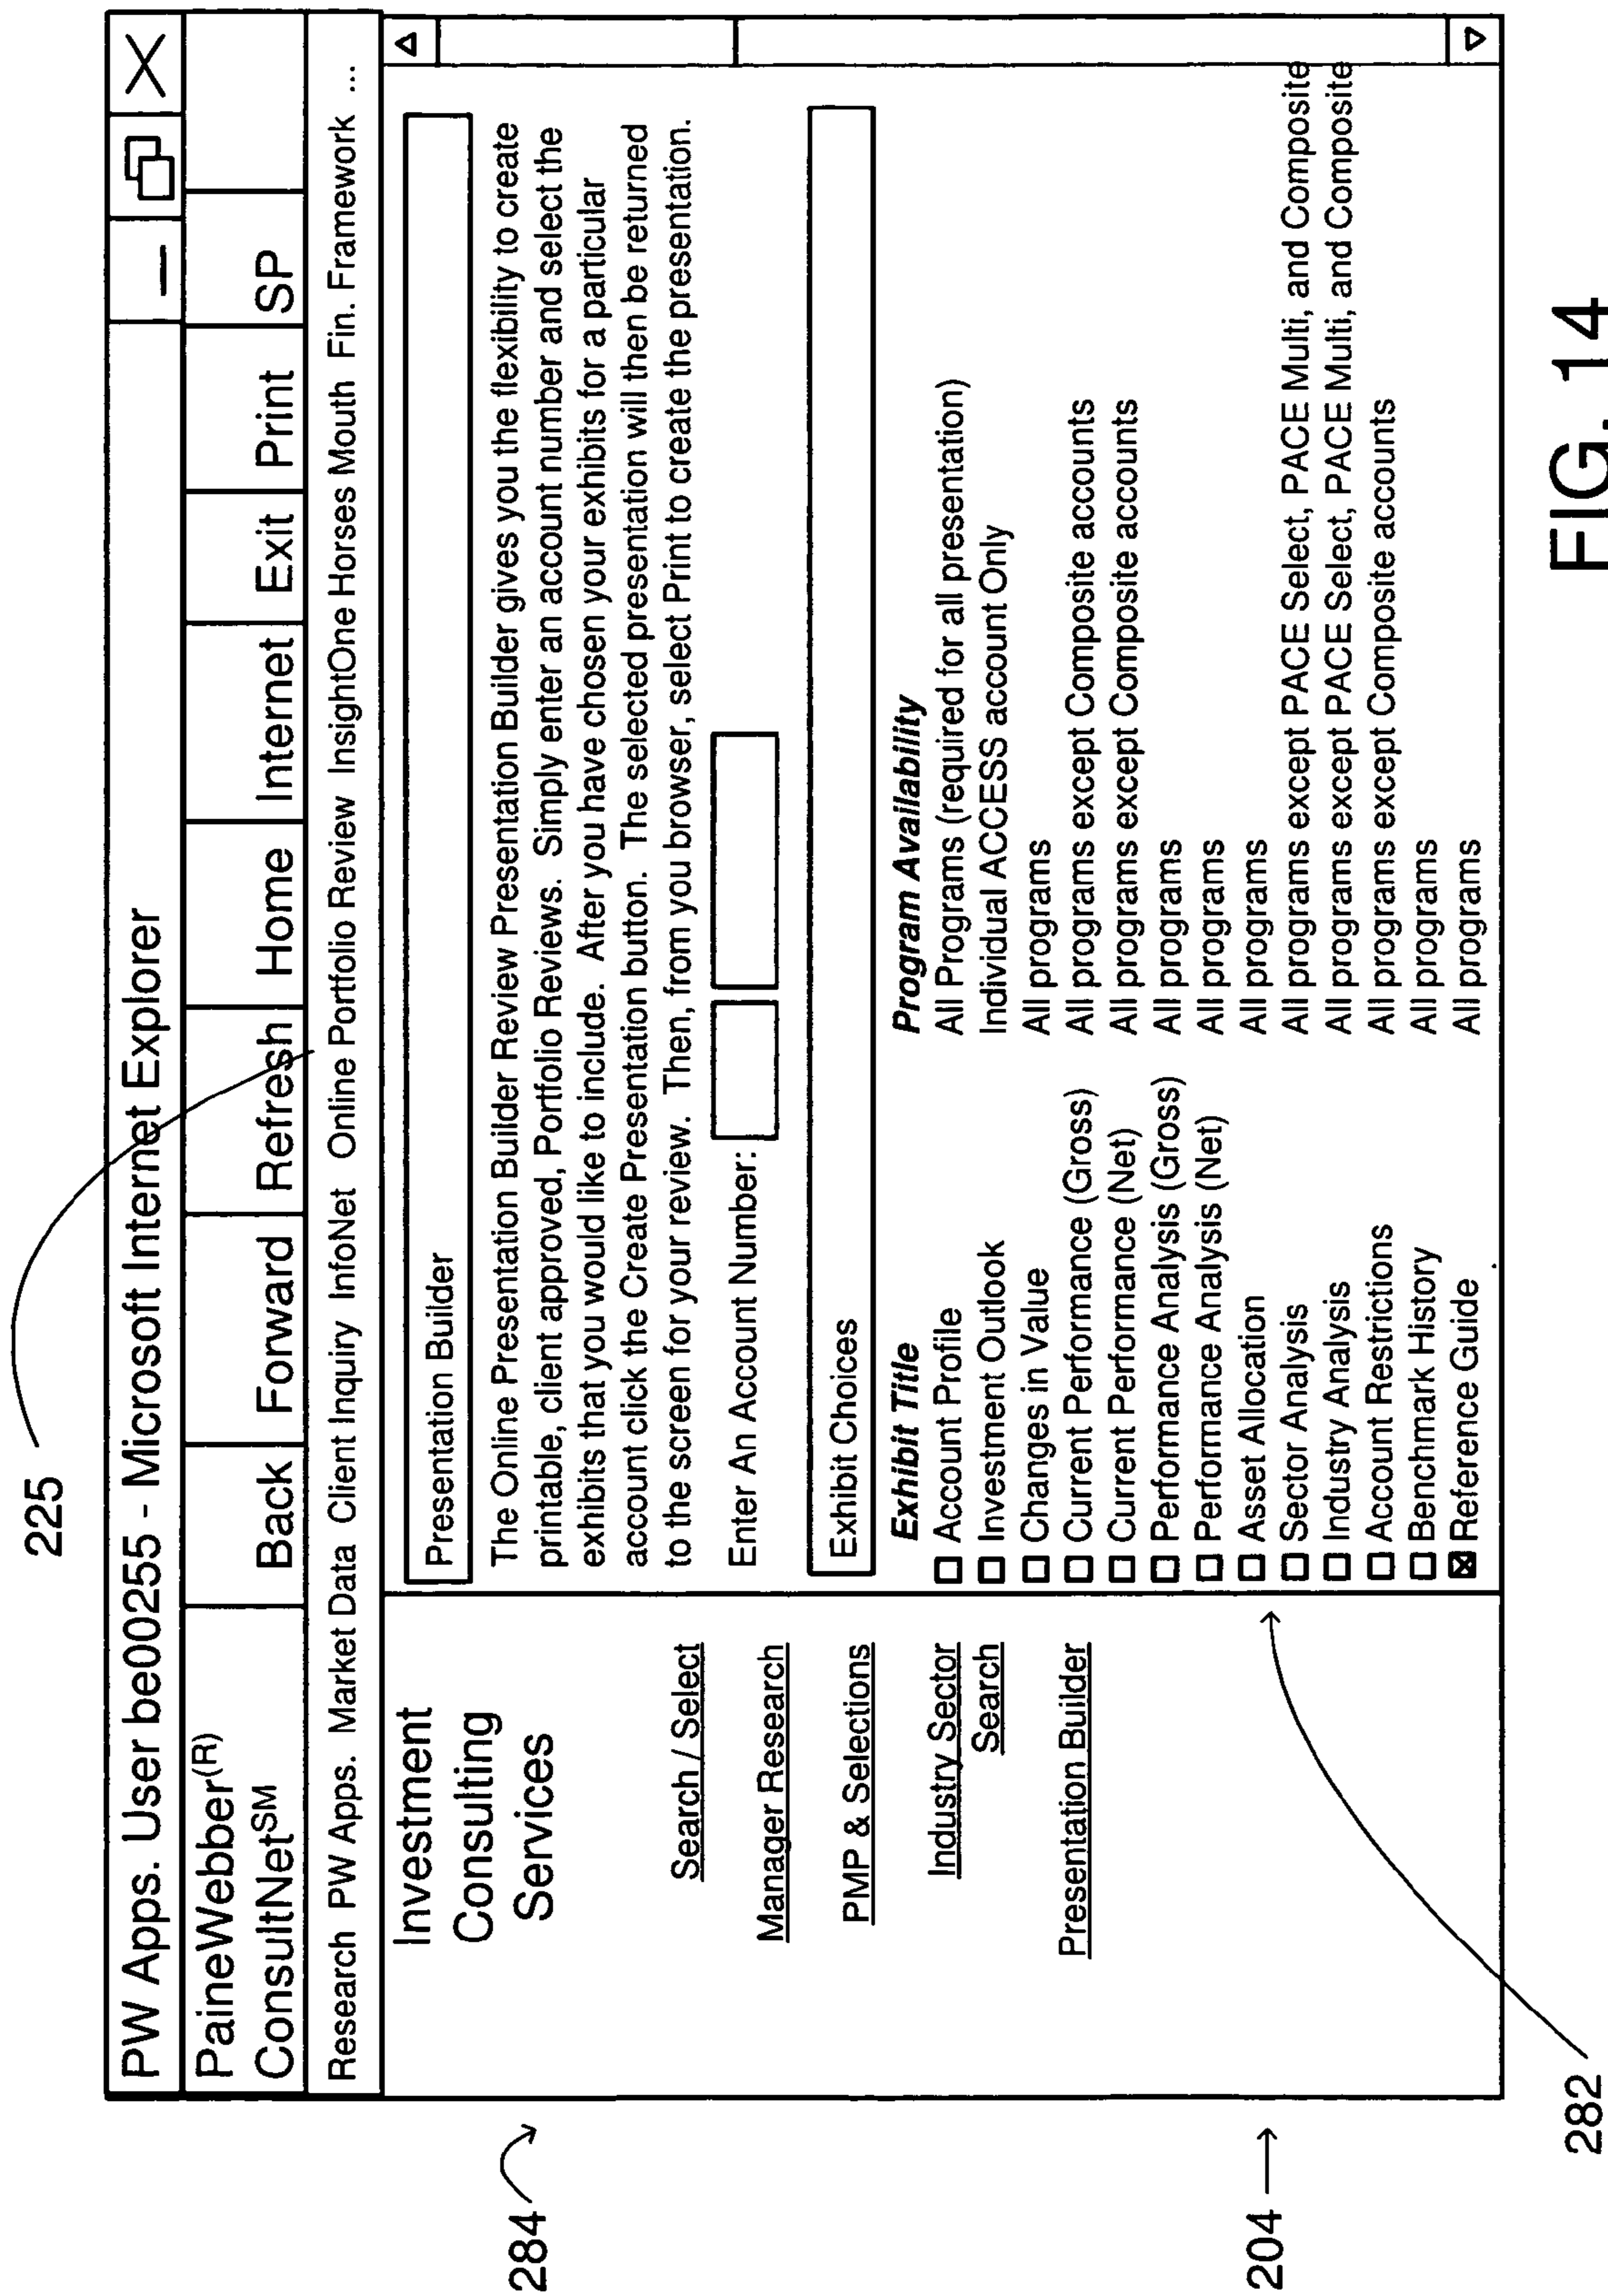 225
PW Apps. User be00255 - Microsoft Internet Explorer
PaineWebber(R)
ConsultNetSM
Back Forward Refresh Home Internet Exit Print SP
Research PW Apps. Market Data Client Inquiry InfoNet Online Portfolio Review InsightOne Horses Mouth Fin. Framework ...
284
Investment
Consulting
Services
Search / Select
Manager Research
PMP & Selections
Industry Sector
Search
Presentation Builder
Presentation Builder
The Online Presentation Builder Review Presentation Builder gives you the flexibility to create
printable, client approved, Portfolio Reviews. Simply enter an account number and select the
exhibits that you would like to include. After you have chosen your exhibits for a particular
account click the Create Presentation button. The selected presentation will then be returned
to the screen for your review. Then, from you browser, select Print to create the presentation.
Enter An Account Number:
Exhibit Choices
Exhibit Title Program Availability
Account Profile All Programs (required for all presentation)
Investment Outlook Individual ACCESS account Only
Changes in Value All programs
Current Performance (Gross) All programs except Composite accounts
Current Performance (Net) All programs except Composite accounts
Performance Analysis (Gross) All programs
Performance Analysis (Net) All programs
Asset Allocation All programs
Sector Analysis All programs except PACE Select, PACE Multi, and Composite
Industry Analysis All programs except PACE Select, PACE Multi, and Composite
Account Restrictions All programs except Composite accounts
Benchmark History All programs
Reference Guide All programs
204
282
FIG. 14